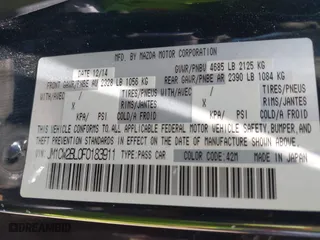 MFD BY MAZDA MOTOR CORPORATION
DATE 10/14 GVWR/PNBV 4685 LB 2125 KG
FRONT GAWR/PNBE AV 2328 LB 1056 KG GAWR/PNBE AR 2390 LB 1084 KG
WITH/AVEC WITH/AVEC
TIRES/PNEUS TIRES/PNEUS
RIMS/JANTES RIMS/JANTES
KPA/PSI COLD/A FROID KPA/PSI COLD/A FROID
THIS VEHICLE CONFORMS TO ALL APPLICABLE FEDERAL MOTOR VEHICLE SAFETY, BUMPER, AND
THEFT PREVENTION STANDARDS IN EFFECT ON THE DATE OF MANUFACTURE SHOWN ABOVE.
VIN: JM1CW2BL0F0183911 TYPE: PASS CAR COLOR CODE: 42M MADE IN JAPAN